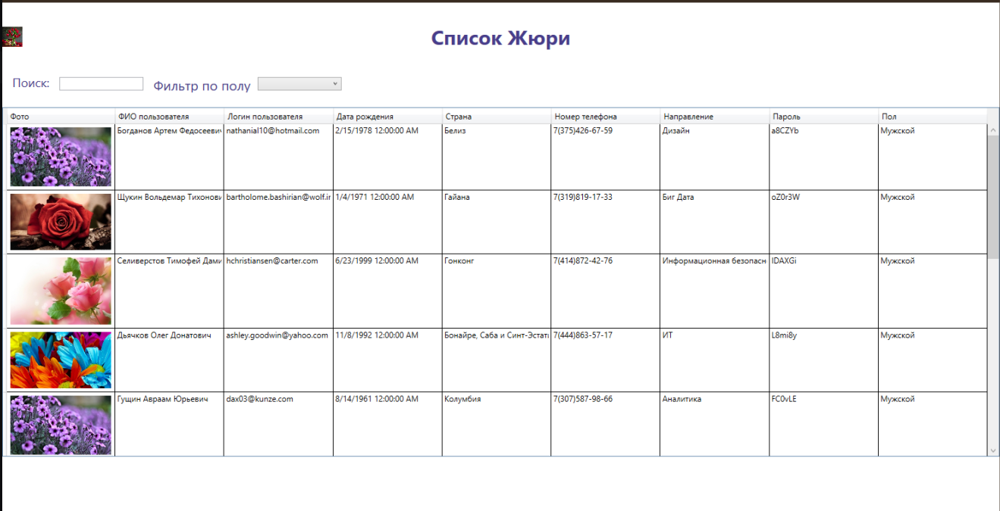 Список Жюри
Поиск: Фильтр по полу
Фото ФИО пользователя Логин пользователя Дата рождения Страна Номер телефона Направление Пароль Пол
Богданов Артем Федосеевич nathanial10@hotmail.com 2/15/1978 12:00:00 AM Белиз 7(375)426-67-59 Дизайн a8CZYb Мужской
Щукин Вольдемар Тихонови bartholome.bashirian@wolf.ir 1/4/1971 12:00:00 AM Гайана 7(319)819-17-33 Биг Дата oZ0r3W Мужской
Селиверстов Тимофей Дами hchristiansen@carter.com 6/23/1999 12:00:00 AM Гонконг 7(414)872-42-76 Информационная безопасн IDAXGi Мужской
Дьячков Олег Донатович ashley.goodwin@yahoo.com 11/8/1992 12:00:00 AM Бонайре, Саба и Синт-Эстат 7(444)863-57-17 ИТ L8mi8y Мужской
Гущин Авраам Юрьевич dax03@kunze.com 8/14/1961 12:00:00 AM Колумбия 7(307)587-98-66 Аналитика FC0vLE Мужской